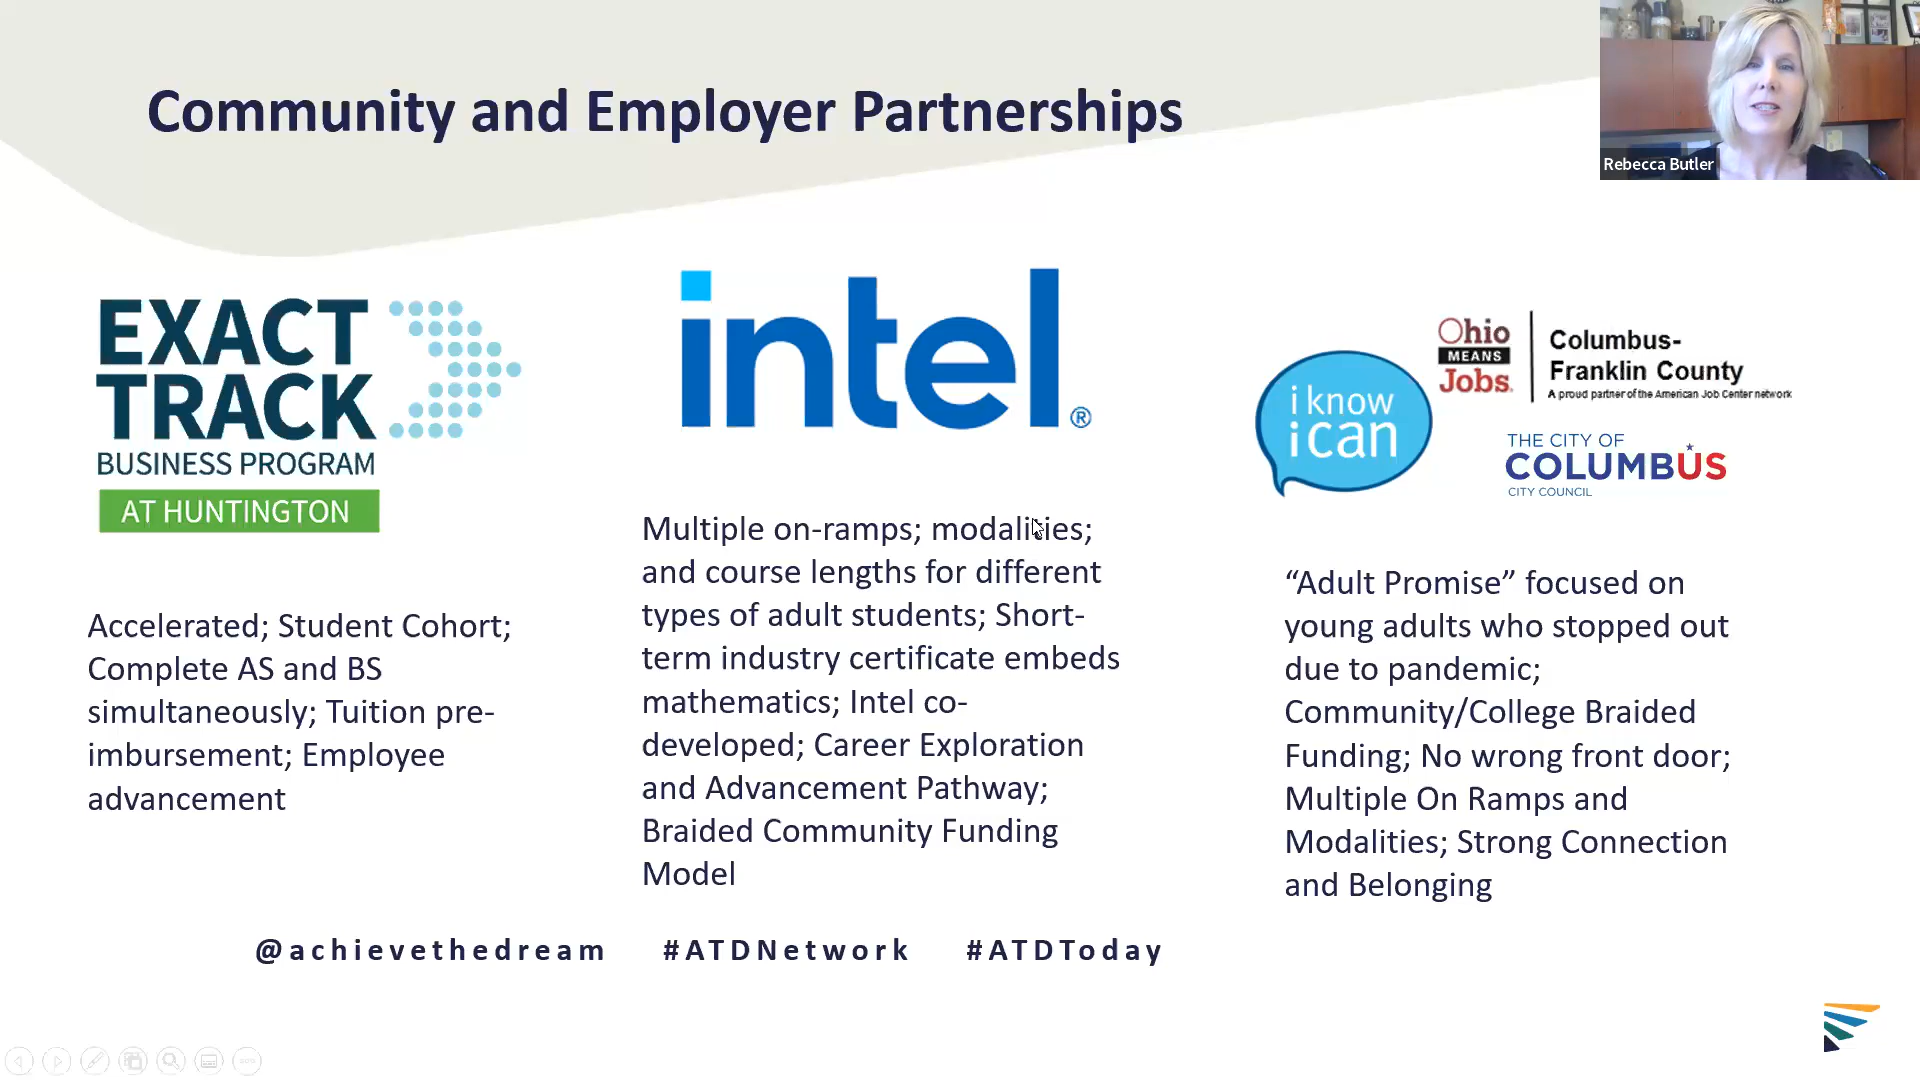 Community and Employer Partnerships
Rebecca Butler
EXACT
TRACK
BUSINESS PROGRAM
AT HUNTINGTON
Accelerated; Student Cohort;
Complete AS and BS
simultaneously; Tuition pre-
imbursement; Employee
advancement
intel®
Multiple on-ramps; modalities;
and course lengths for different
types of adult students; Short-
term industry certificate embeds
mathematics; Intel co-
developed; Career Exploration
and Advancement Pathway;
Braided Community Funding
Model
i know
i can
Ohio
MEANS
Jobs
Columbus-
Franklin County
A proud partner of the American Job Center network
THE CITY OF
COLUMBUS
CITY COUNCIL
“Adult Promise” focused on
young adults who stopped out
due to pandemic;
Community/College Braided
Funding; No wrong front door;
Multiple On Ramps and
Modalities; Strong Connection
and Belonging
@achievethedream #ATDNetwork #ATDToday